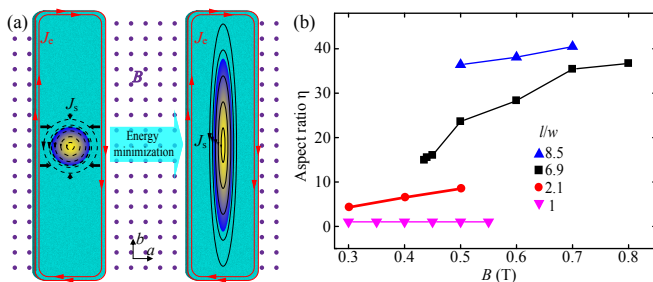 (a)
J_c
J_c
B
J_s
J_s
Energy
minimization
b
a
(b)
Aspect ratio η
40
30
20
10
0
l/w
8.5
6.9
2.1
1
0.3 0.4 0.5 0.6 0.7 0.8
B (T)